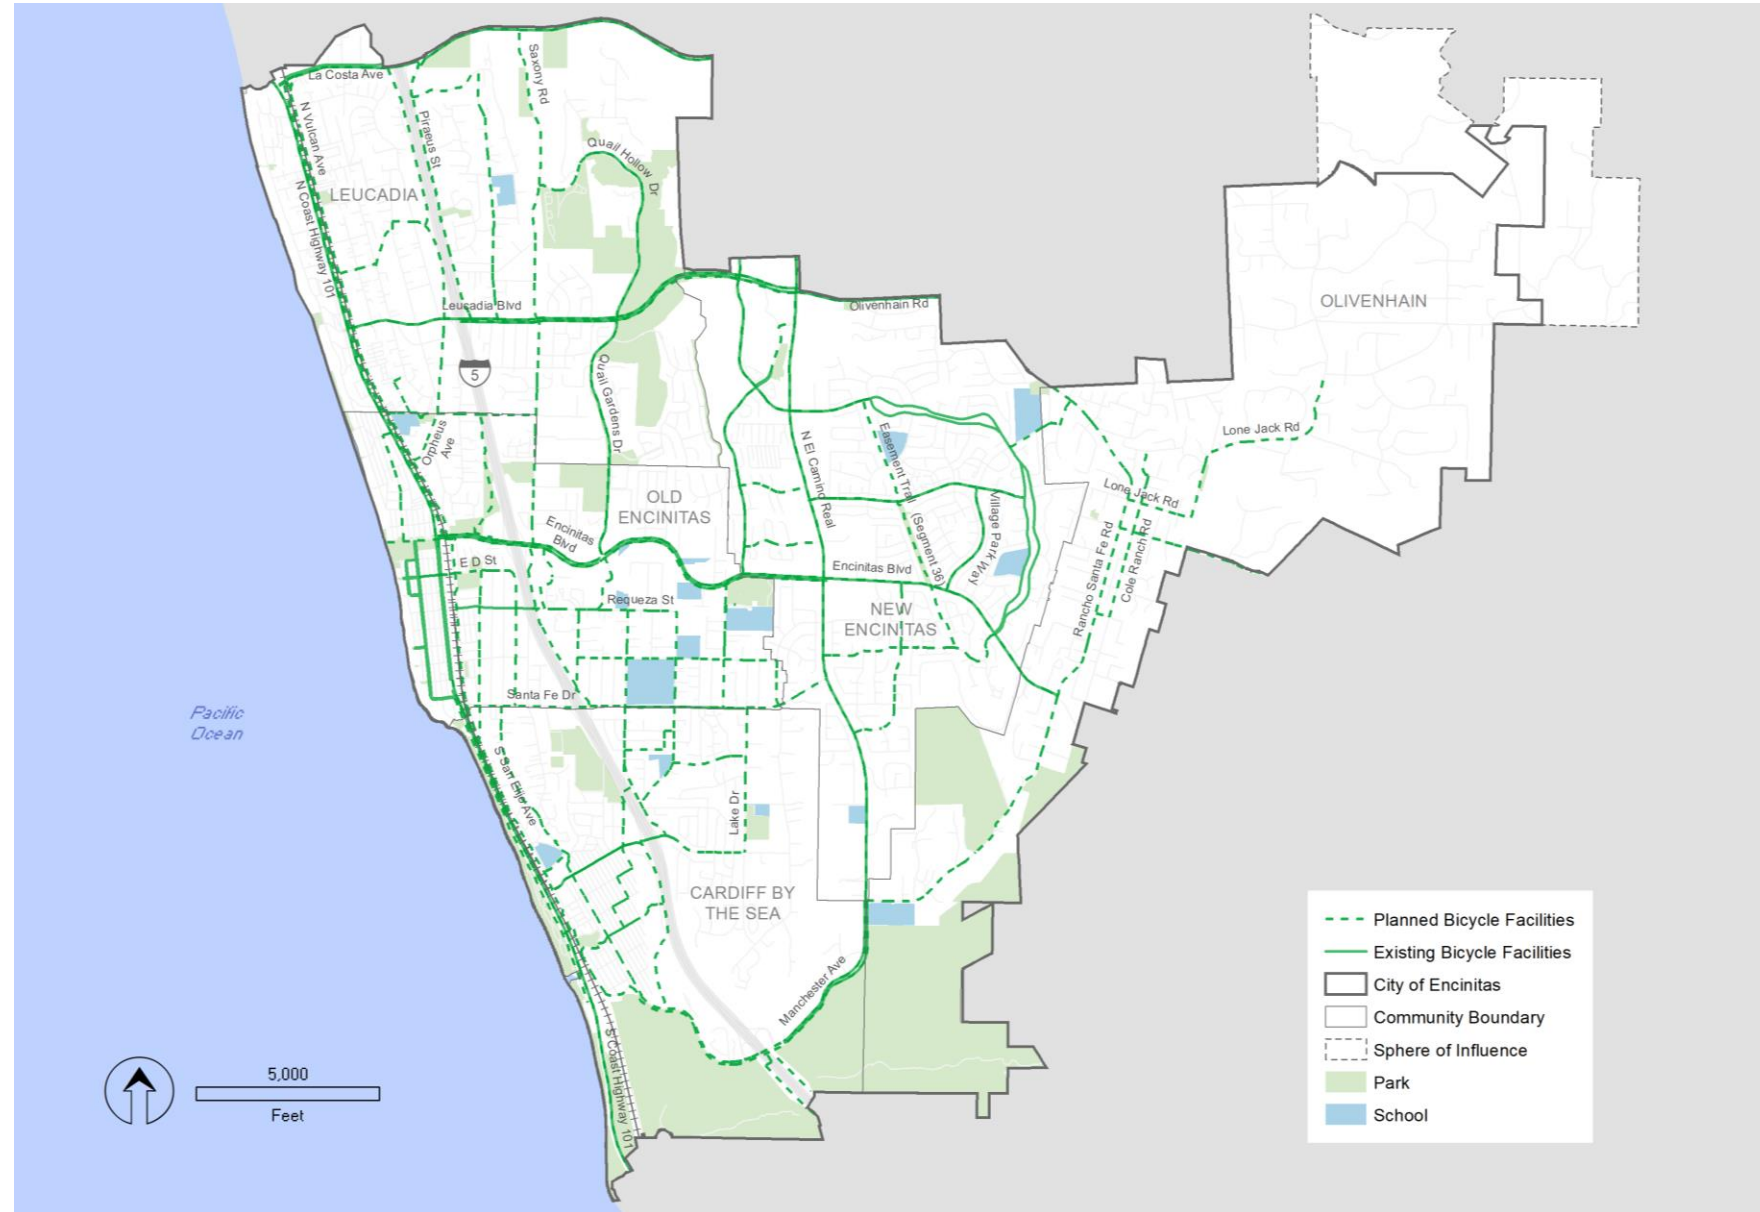 La Costa Ave
Saxony Rd
N Vulcan Ave
Piraeus St
Quail Hollow Dr
LEUCADIA
N Coast Highway 101
Leucadia Blvd
Olivenhain Rd
OLIVENHAIN
5
Quail Gardens Dr
Orpheus
Ave
N El Camino Real
Easement Trail
(Segment 36)
Lone Jack Rd
Lone Jack Rd
OLD
ENCINITAS
Village Park Way
Encinitas
Blvd
Rancho Santa Fe Rd
Cole Ranch Rd
E D St
Encinitas Blvd
Requeza St
NEW
ENCINITAS
Santa Fe Dr
Pacific
Ocean
S San Elijo Ave
Lake Dr
CARDIFF BY
THE SEA
Manchester Ave
S Coast Highway 101
5,000
Feet
Planned Bicycle Facilities
Existing Bicycle Facilities
City of Encinitas
Community Boundary
Sphere of Influence
Park
School